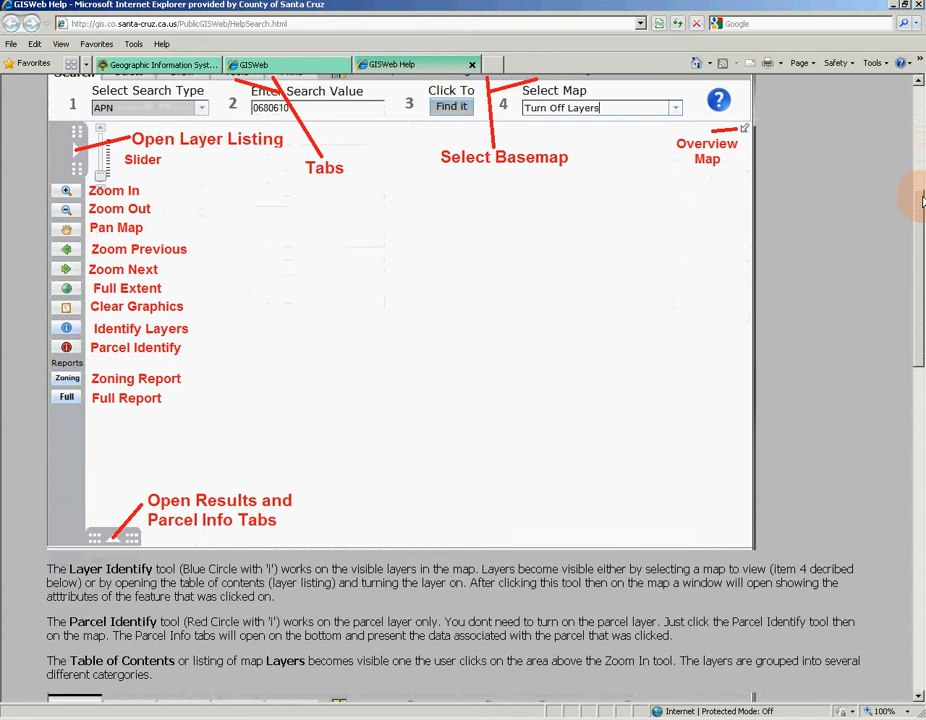 GISWeb Help - Microsoft Internet Explorer provided by County of Santa Cruz
http://gis.co.santa-cruz.ca.us/PublicGISWeb/HelpSearch.html
Google
File Edit View Favorites Tools Help
Favorites Geographic Information Syst... GISWeb GISWeb Help Page Safety Tools
Search
1 Select Search Type 2 Enter Search Value 3 Click To 4 Select Map
APN 0680610 Find it Turn Off Layers
Open Layer Listing
Slider
Tabs
Select Basemap
Overview
Map
Zoom In
Zoom Out
Pan Map
Zoom Previous
Zoom Next
Full Extent
Clear Graphics
Identify Layers
Parcel Identify
Reports
Zoning Zoning Report
Full Full Report
Open Results and
Parcel Info Tabs
The Layer Identify tool (Blue Circle with 'i') works on the visible layers in the map. Layers become visible either by selecting a map to view (item 4 decribed
below) or by opening the table of contents (layer listing) and turning the layer on. After clicking this tool then on the map a window will open showing the
atttributes of the feature that was clicked on.
The Parcel Identify tool (Red Circle with 'i') works on the parcel layer only. You dont need to turn on the parcel layer. Just click the Parcel Identify tool then
on the map. The Parcel Info tabs will open on the bottom and present the data associated with the parcel that was clicked.
The Table of Contents or listing of map Layers becomes visible one the user clicks on the area above the Zoom In tool. The layers are grouped into several
different catergories.
Internet | Protected Mode: Off 100%